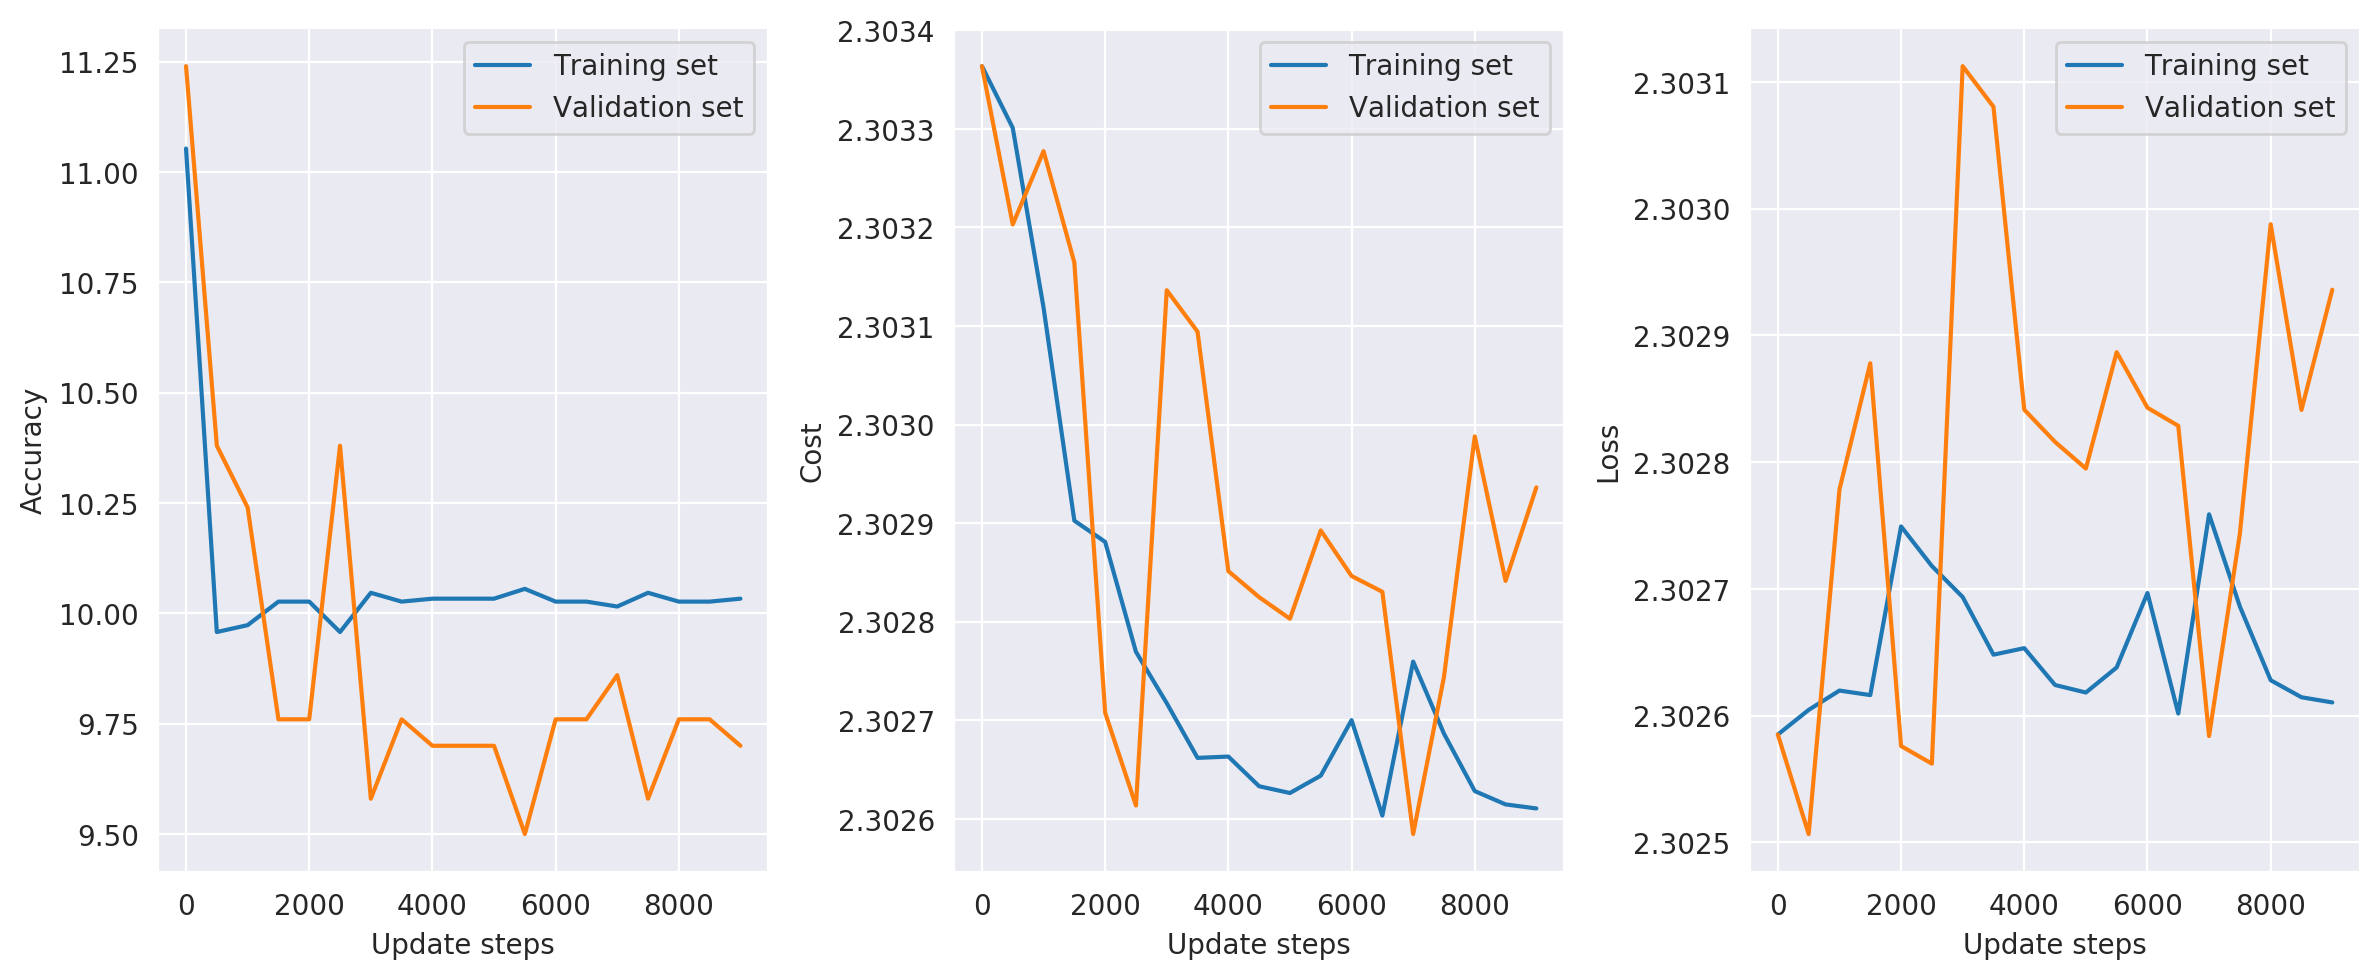 11.25
11.00
10.75
10.50
10.25
10.00
9.75
9.50
Accuracy
0 2000 4000 6000 8000
Update steps
Training set
Validation set
2.3034
2.3033
2.3032
2.3031
2.3030
2.3029
2.3028
2.3027
2.3026
Cost
0 2000 4000 6000 8000
Update steps
Training set
Validation set
2.3031
2.3030
2.3029
2.3028
2.3027
2.3026
2.3025
Loss
0 2000 4000 6000 8000
Update steps
Training set
Validation set